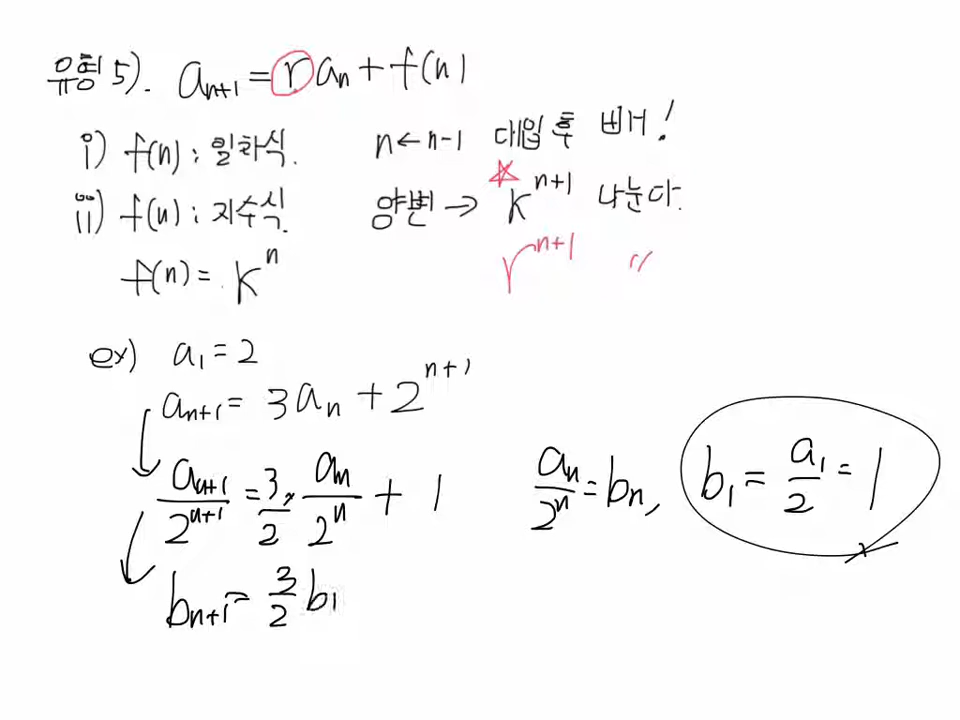 유형 5). a_{n+1} = r a_n + f(n)
i) f(n) : 일차식. n ← n-1 대입 후 빼! 
ii) f(n) : 지수식. 양변 → ☆ k^{n+1} 나눈다.
f(n) = k^n r^{n+1} 〃
ex) a_1 = 2
a_{n+1} = 3a_n + 2^{n+1}
a_{n+1}/2^{n+1} = 3/2 × a_n/2^n + 1 a_n/2^n = b_n, b_1 = a_1/2 = 1
b_{n+1} = 3/2 b_1